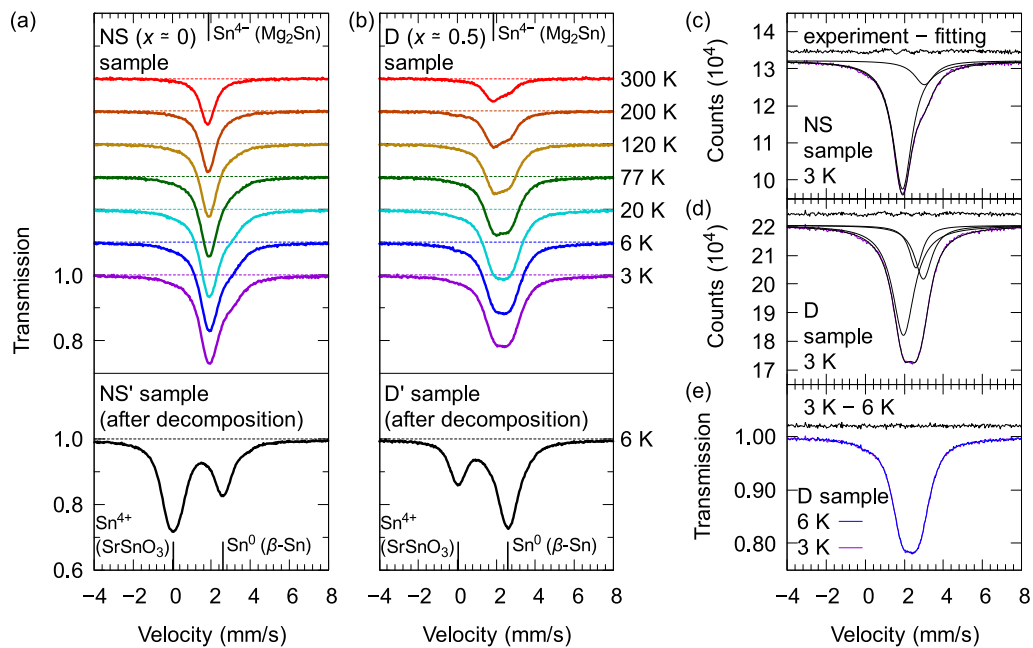 (a)
NS (x ≃ 0)
sample
Sn⁴⁻ (Mg₂Sn)
1.0
0.8
Transmission
NS' sample
(after decomposition)
1.0
0.8
0.6
Sn⁴⁺
(SrSnO₃)
Sn⁰ (β-Sn)
−4 −2 0 2 4 6 8
Velocity (mm/s)
(b)
D (x ≃ 0.5)
sample
Sn⁴⁻ (Mg₂Sn)
300 K
200 K
120 K
77 K
20 K
6 K
3 K
D' sample
(after decomposition)
6 K
Sn⁴⁺
(SrSnO₃)
Sn⁰ (β-Sn)
−4 −2 0 2 4 6 8
Velocity (mm/s)
(c)
experiment − fitting
14
13
12
11
10
Counts (10⁴)
NS
sample
3 K
(d)
22
21
20
19
18
17
Counts (10⁴)
D
sample
3 K
(e)
3 K − 6 K
1.00
0.90
0.80
Transmission
D sample
6 K
3 K
−4 −2 0 2 4 6 8
Velocity (mm/s)